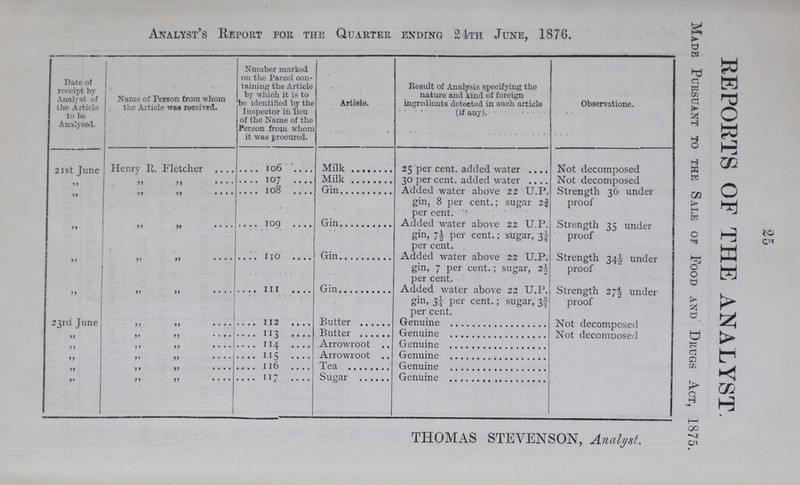 25
REPORTS OF THE ANALYST.
MADE PURSUANT TO THE SALE OF FOOD AND DRUGS ACT, 1875.
ANALYST'S REPORT FOR THE QUARTER ENDING 24TH JUNE, 1876.
Date of receipt by Analyst of the Article to be Analysed. | Name of Person from whom the Article was received. | Number marked on the Parcel containing the Article by which it is to be identified by the Inspector in lieu of the Name of the Person from whom it was procured. | Article. | Result of Analysis specifying the nature and kind of foreign ingredients detected in such article (if any). | Observations.
21st June | Henry R. Fletcher .... | .... 106 .... | Milk ........ | 25 per cent. added water .... | Not decomposed
" | " " .... | .... 107 .... | Milk ........ | 30 per cent. added water .... | Not decomposed
" | " " .... | .... 108 .... | Gin.......... | Added water above 22 U.P. gin, 8 per cent.; sugar 2¾ per cent. | Strength 36 under proof
" | " " .... | .... 109 .... | Gin.......... | Added water above 22 U.P. gin, 7½ per cent.; sugar, 3¼ per cent. | Strength 35 under proof
" | " " .... | .... 110 .... | Gin.......... | Added water above 22 U.P. gin, 7 per cent.; sugar, 2½ per cent. | Strength 34½ under proof
" | " " .... | .... 111 .... | Gin.......... | Added water above U.P. gin, 3¼ per cent.; sugar, per cent. | Strength under proof
23rd June | " " .... | .... 112 .... | Butter ...... | Genuine .................. | Not decomposed
" | " " .... | .... 113 .... | Butter ...... | Genuine .................. | Not decomposed
" | " " .... | .... 114 .... | Arrowroot .. | Genuine ..................
" | " " .... | .... 115 .... | Arrowroot .. | Genuine ..................
" | " " .... | .... 116 .... | Tea ........ | Genuine ..................
" | " " .... | .... 117 .... | Sugar ...... | Genuine ..................
THOMAS STEVENSON, Analyst.